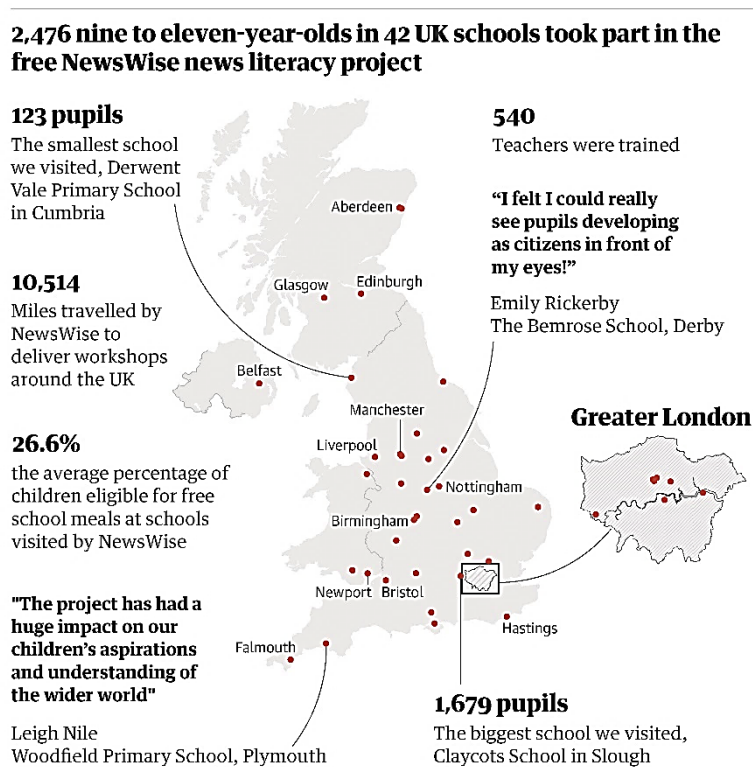 2,476 nine to eleven-year-olds in 42 UK schools took part in the
free NewsWise news literacy project
123 pupils
The smallest school
we visited, Derwent
Vale Primary School
in Cumbria
10,514
Miles travelled by
NewsWise to
deliver workshops
around the UK
26.6%
the average percentage of
children eligible for free
school meals at schools
visited by NewsWise
"The project has had a
huge impact on our
children’s aspirations
and understanding of
the wider world"
Leigh Nile
Woodfield Primary School, Plymouth
Aberdeen
Glasgow
Edinburgh
Belfast
Manchester
Liverpool
Nottingham
Birmingham
Newport
Bristol
Hastings
Falmouth
540
Teachers were trained
“I felt I could really
see pupils developing
as citizens in front of
my eyes!”
Emily Rickerby
The Bemrose School, Derby
Greater London
1,679 pupils
The biggest school we visited,
Claycots School in Slough